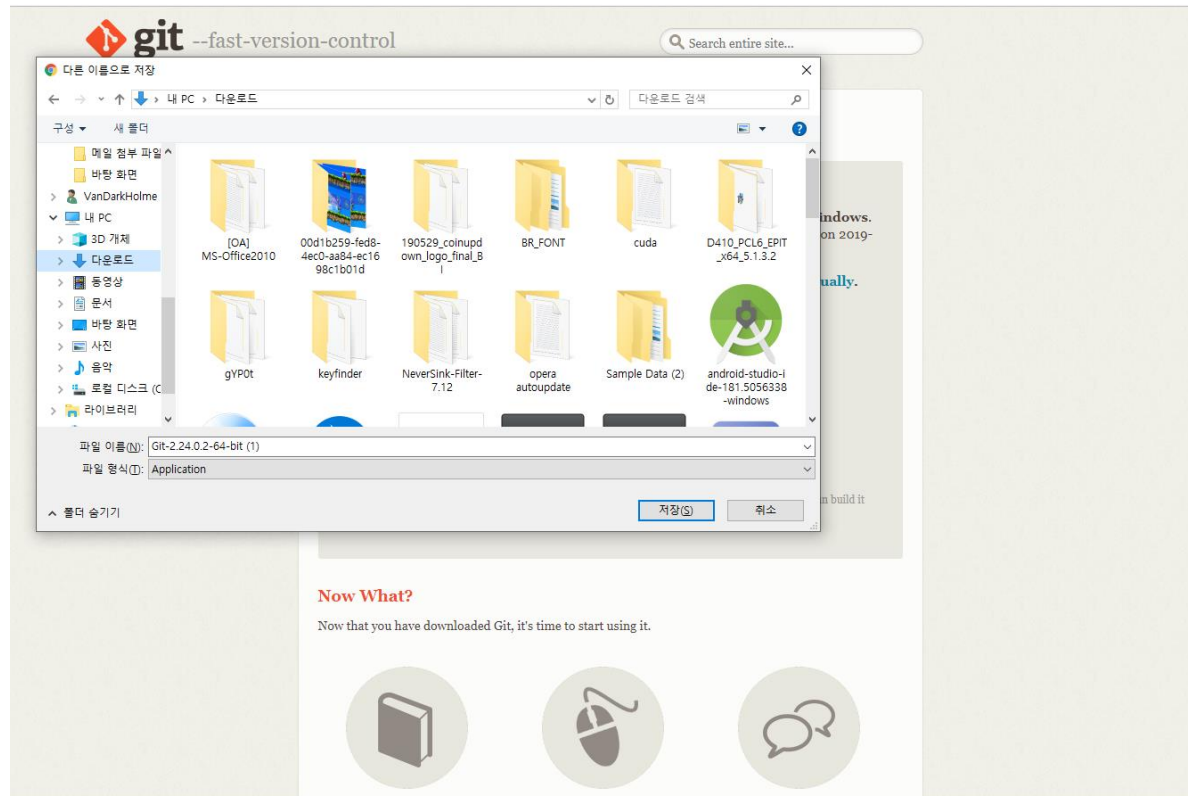 git --fast-version-control
Search entire site...
다른 이름으로 저장
내 PC › 다운로드
다운로드 검색
구성
새 폴더
메일 첨부 파일
바탕 화면
VanDarkHolme
내 PC
3D 개체
다운로드
동영상
문서
바탕 화면
사진
음악
로컬 디스크 (C
라이브러리
[OA]
MS-Office2010
00d1b259-fed8-
4ec0-aa84-ec16
98c1b01d
190529_coinupd
own_logo_final_B
I
BR_FONT
cuda
D410_PCL6_EPIT
_x64_5.1.3.2
gYP0t
keyfinder
NeverSink-Filter-
7.12
opera
autoupdate
Sample Data (2)
android-studio-i
de-181.5056338
-windows
indows.
on 2019-
ually.
파일 이름(N): Git-2.24.0.2-64-bit (1)
파일 형식(T): Application
n build it
폴더 숨기기
저장(S)
취소
Now What?
Now that you have downloaded Git, it's time to start using it.